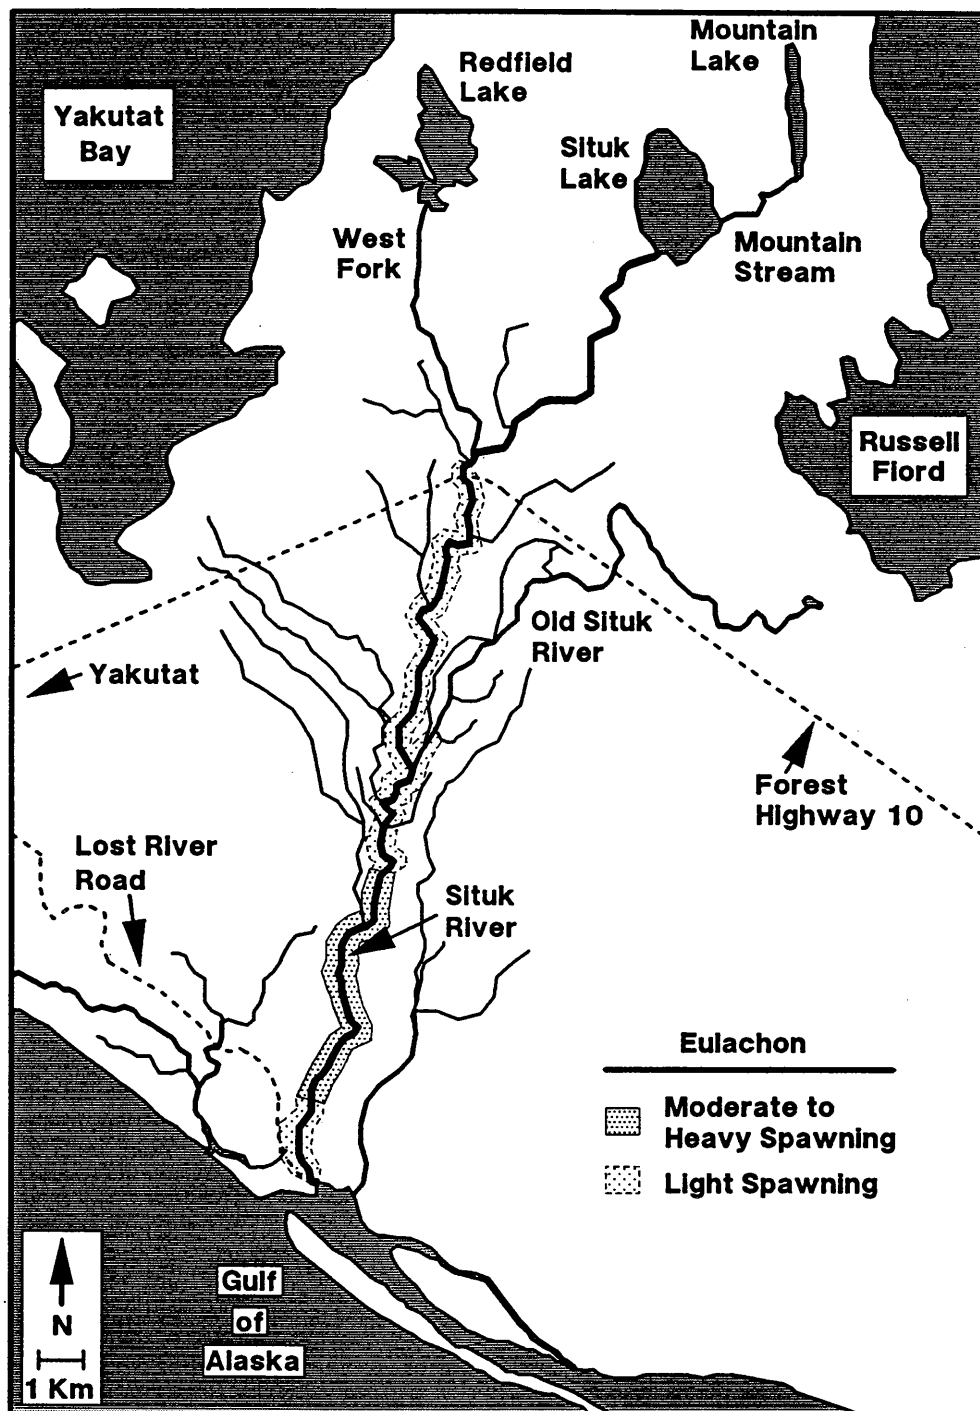 Mountain
Lake
Redfield
Lake
Yakutat
Bay
Situk
Lake
West
Fork
Mountain
Stream
Russell
Fiord
Old Situk
River
Yakutat
Forest
Highway 10
Lost River
Road
Situk
River
Eulachon
Moderate to
Heavy Spawning
Light Spawning
Gulf
of
Alaska
N
1 Km